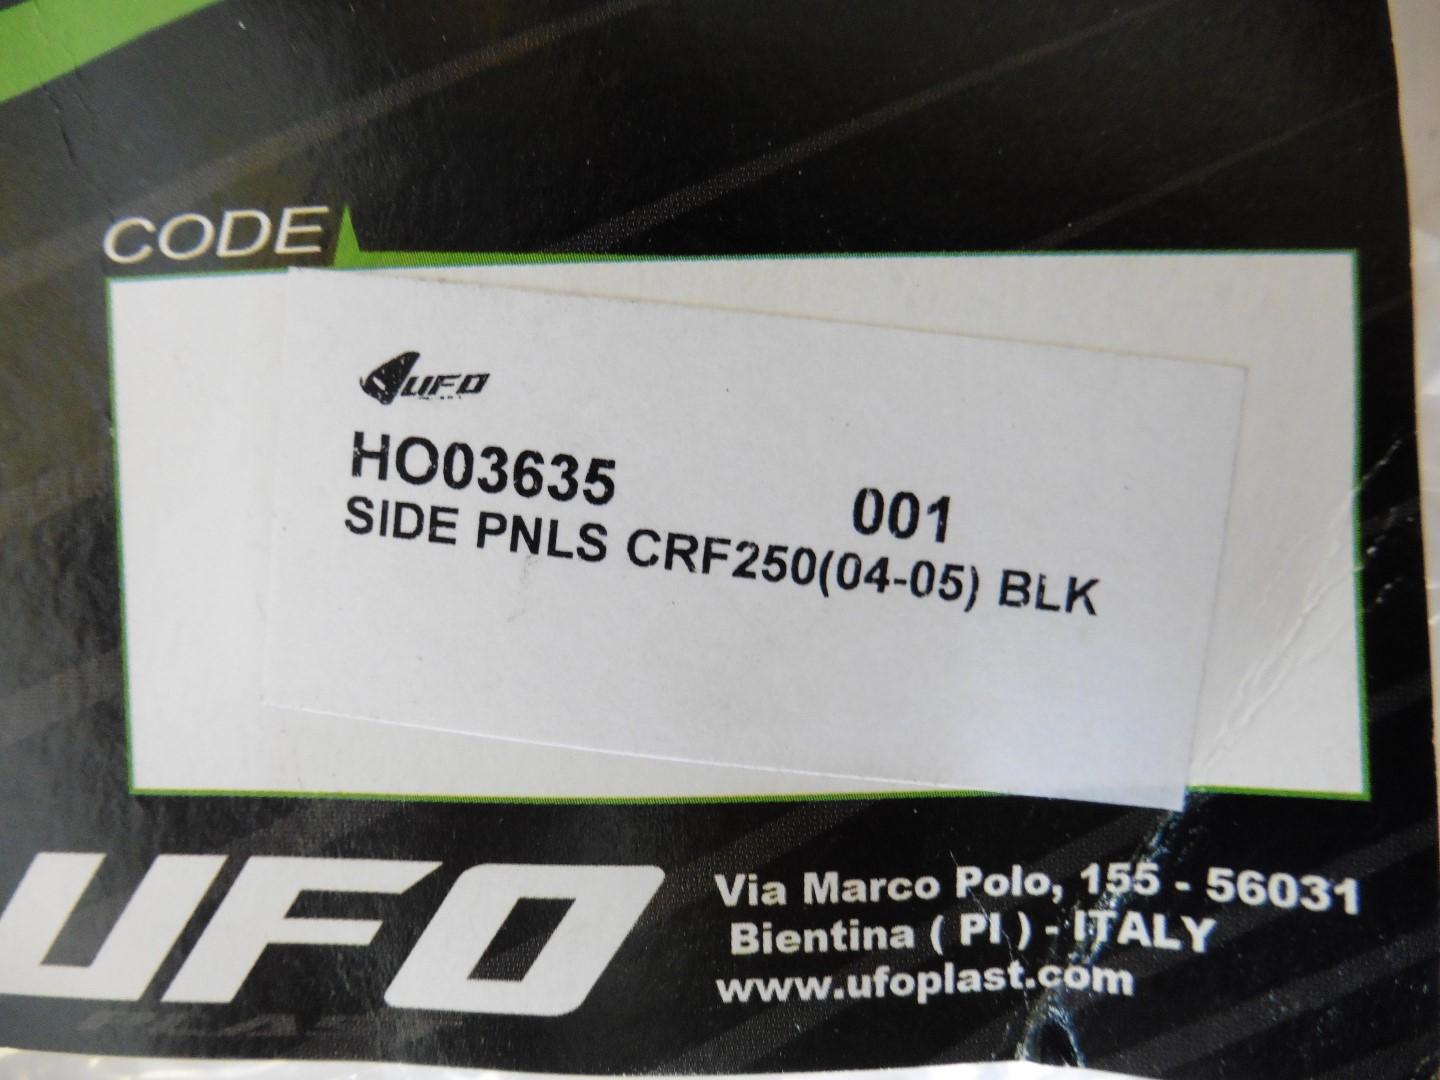 CODE
UFO
HO03635 001
SIDE PNLS CRF250(04-05) BLK
UFO
Via Marco Polo, 155 - 56031
Bientina ( PI ) - ITALY
www.ufoplast.com